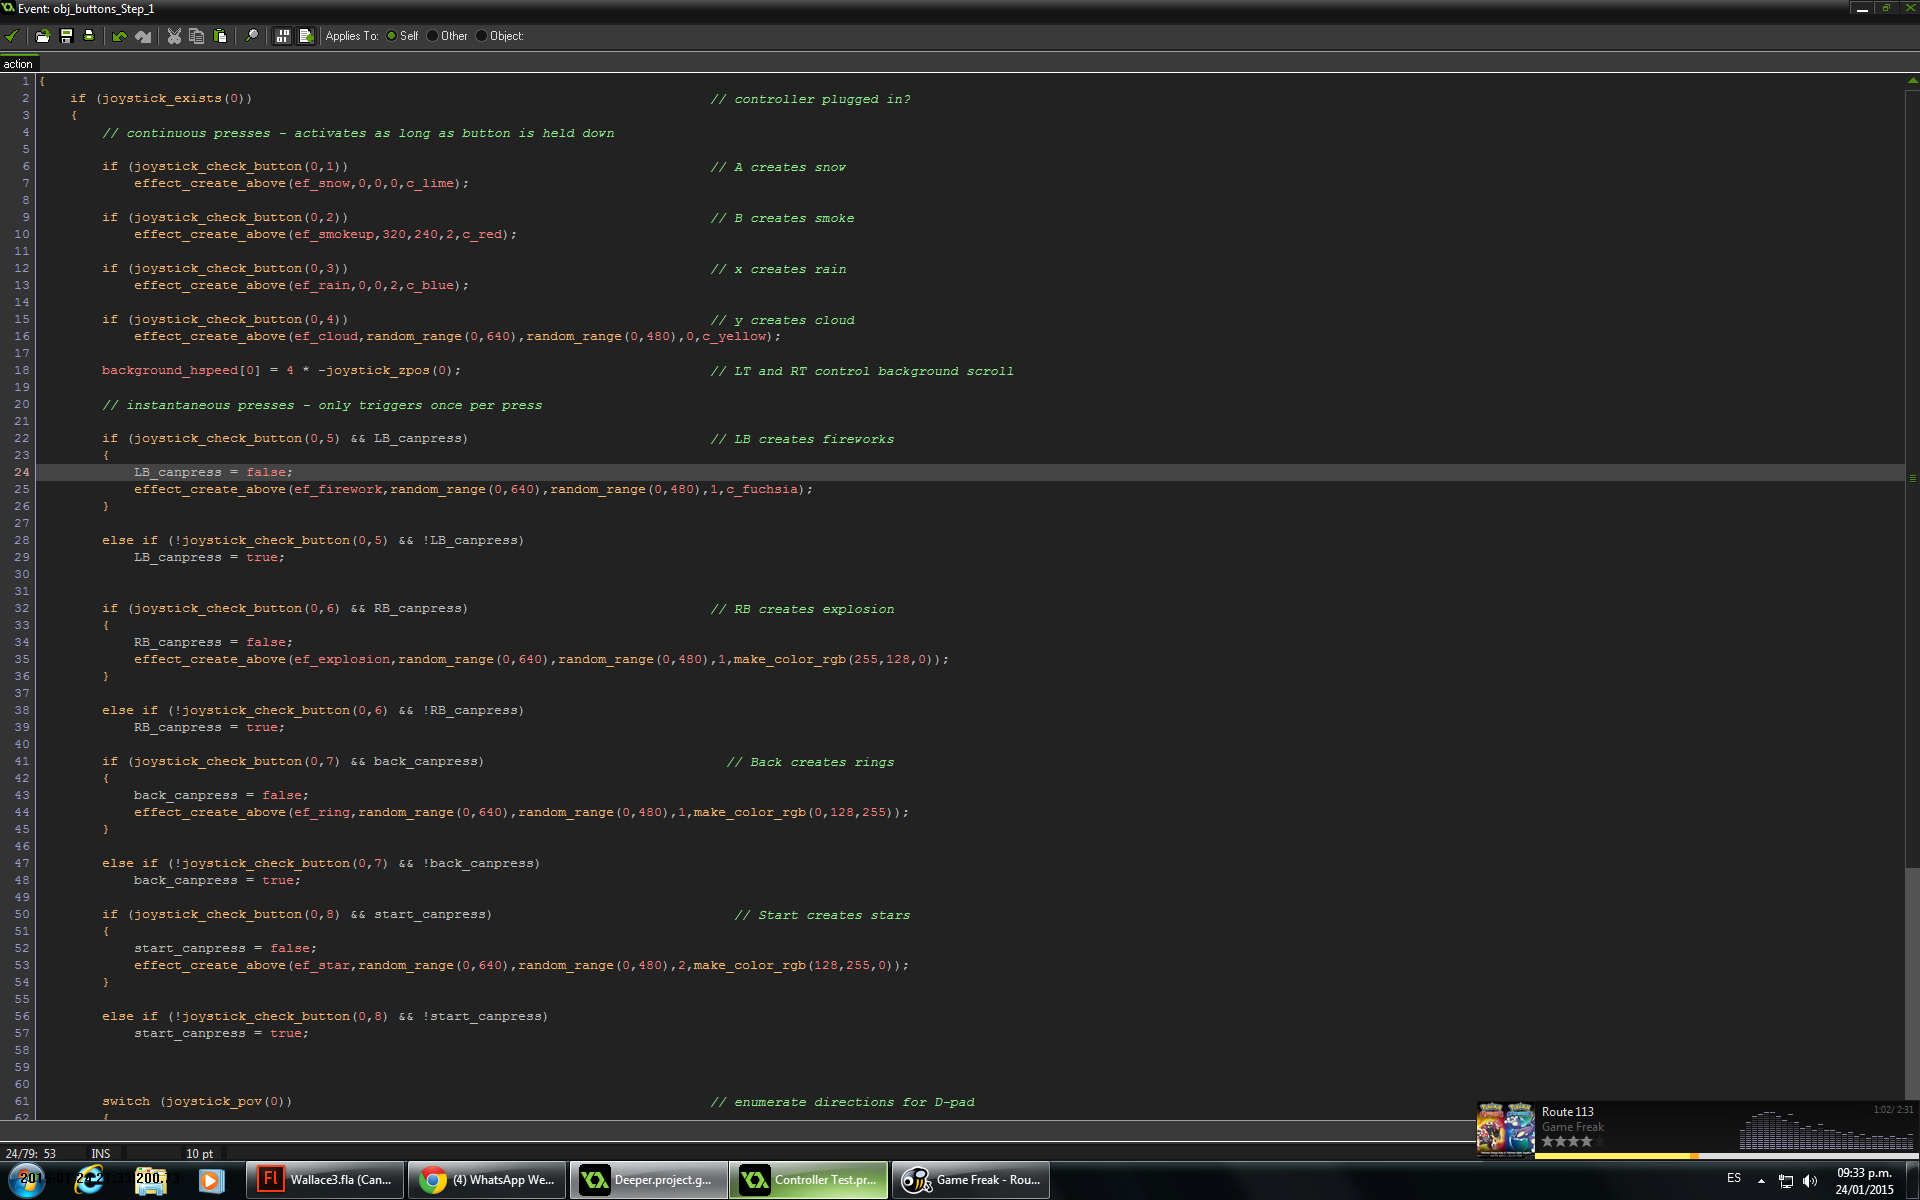 Event: obj_buttons_Step_1
Applies To: Self Other Object:
action
1 {
2 if (joystick_exists(0)) // controller plugged in?
3 {
4 // continuous presses - activates as long as button is held down
5
6 if (joystick_check_button(0,1)) // A creates snow
7 effect_create_above(ef_snow,0,0,0,c_lime);
8
9 if (joystick_check_button(0,2)) // B creates smoke
10 effect_create_above(ef_smokeup,320,240,2,c_red);
11
12 if (joystick_check_button(0,3)) // x creates rain
13 effect_create_above(ef_rain,0,0,2,c_blue);
14
15 if (joystick_check_button(0,4)) // y creates cloud
16 effect_create_above(ef_cloud,random_range(0,640),random_range(0,480),0,c_yellow);
17
18 background_hspeed[0] = 4 * -joystick_zpos(0); // LT and RT control background scroll
19
20 // instantaneous presses - only triggers once per press
21
22 if (joystick_check_button(0,5) && LB_canpress) // LB creates fireworks
23 {
24 LB_canpress = false;
25 effect_create_above(ef_firework,random_range(0,640),random_range(0,480),1,c_fuchsia);
26 }
27
28 else if (!joystick_check_button(0,5) && !LB_canpress)
29 LB_canpress = true;
30
31
32 if (joystick_check_button(0,6) && RB_canpress) // RB creates explosion
33 {
34 RB_canpress = false;
35 effect_create_above(ef_explosion,random_range(0,640),random_range(0,480),1,make_color_rgb(255,128,0));
36 }
37
38 else if (!joystick_check_button(0,6) && !RB_canpress)
39 RB_canpress = true;
40
41 if (joystick_check_button(0,7) && back_canpress) // Back creates rings
42 {
43 back_canpress = false;
44 effect_create_above(ef_ring,random_range(0,640),random_range(0,480),1,make_color_rgb(0,128,255));
45 }
46
47 else if (!joystick_check_button(0,7) && !back_canpress)
48 back_canpress = true;
49
50 if (joystick_check_button(0,8) && start_canpress) // Start creates stars
51 {
52 start_canpress = false;
53 effect_create_above(ef_star,random_range(0,640),random_range(0,480),2,make_color_rgb(128,255,0));
54 }
55
56 else if (!joystick_check_button(0,8) && !start_canpress)
57 start_canpress = true;
58
59
60
61 switch (joystick_pov(0)) // enumerate directions for D-pad
62 {
Route 113
1:02/ 2:31
Game Freak
24/79: 53 INS 10 pt
Fl Wallace3.fla (Can...
(4) WhatsApp We...
Deeper.project.g...
Controller Test.pr...
Game Freak - Rou...
ES
09:33 p.m.
24/01/2015